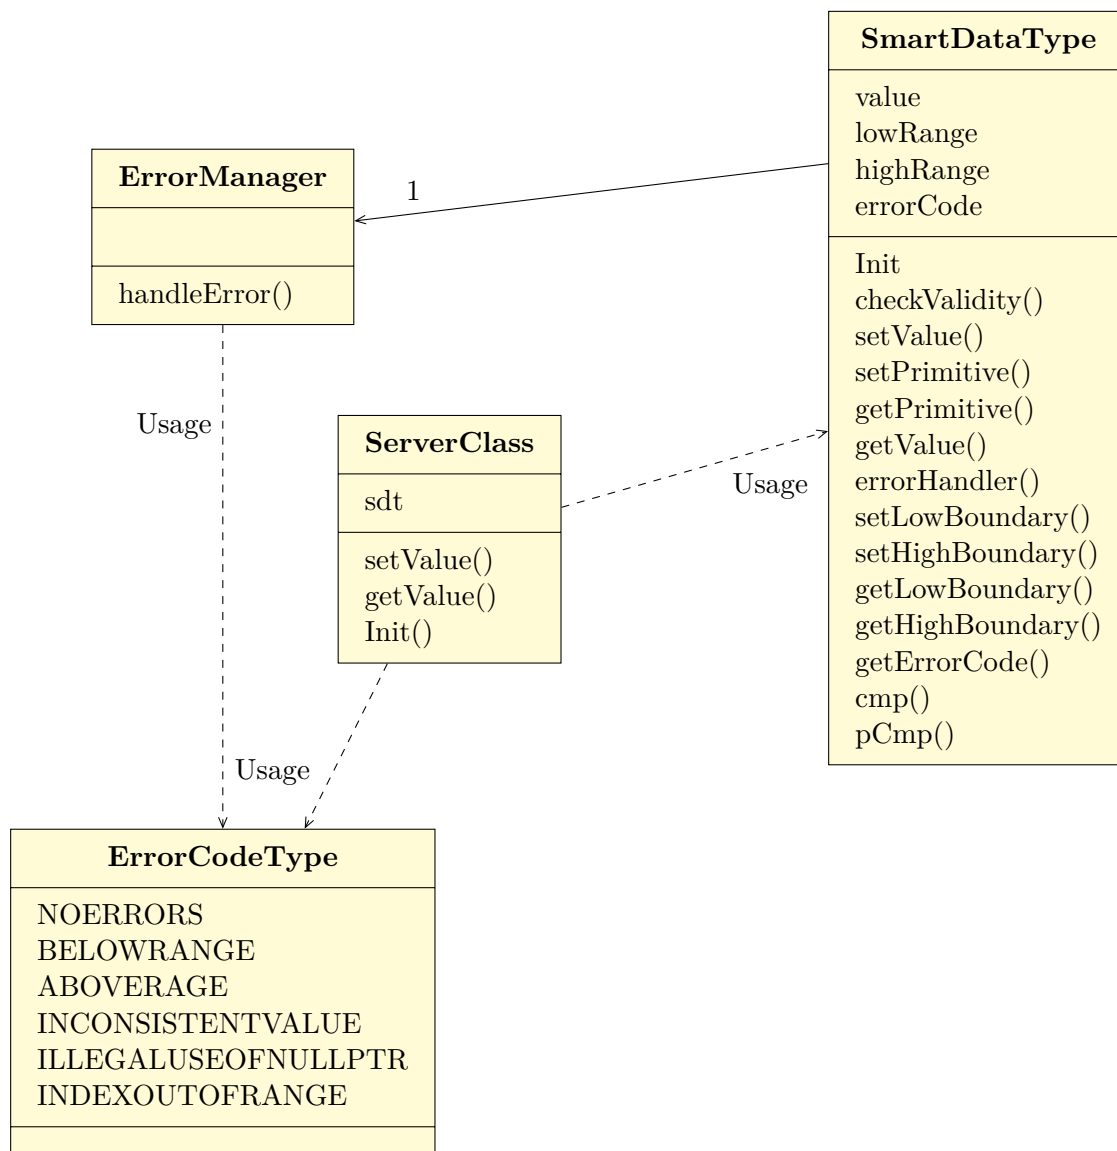 SmartDataType
value
lowRange
highRange
errorCode
Init
checkValidity()
setValue()
setPrimitive()
getPrimitive()
getValue()
errorHandler()
setLowBoundary()
setHighBoundary()
getLowBoundary()
getHighBoundary()
getErrorCode()
cmp()
pCmp()
ErrorManager
handleError()
1
Usage
ServerClass
sdt
setValue()
getValue()
Init()
Usage
Usage
ErrorCodeType
NOERRORS
BELOWRANGE
ABOVERAGE
INCONSISTENTVALUE
ILLEGALUSEOFNULLPTR
INDEXOUTOFRANGE